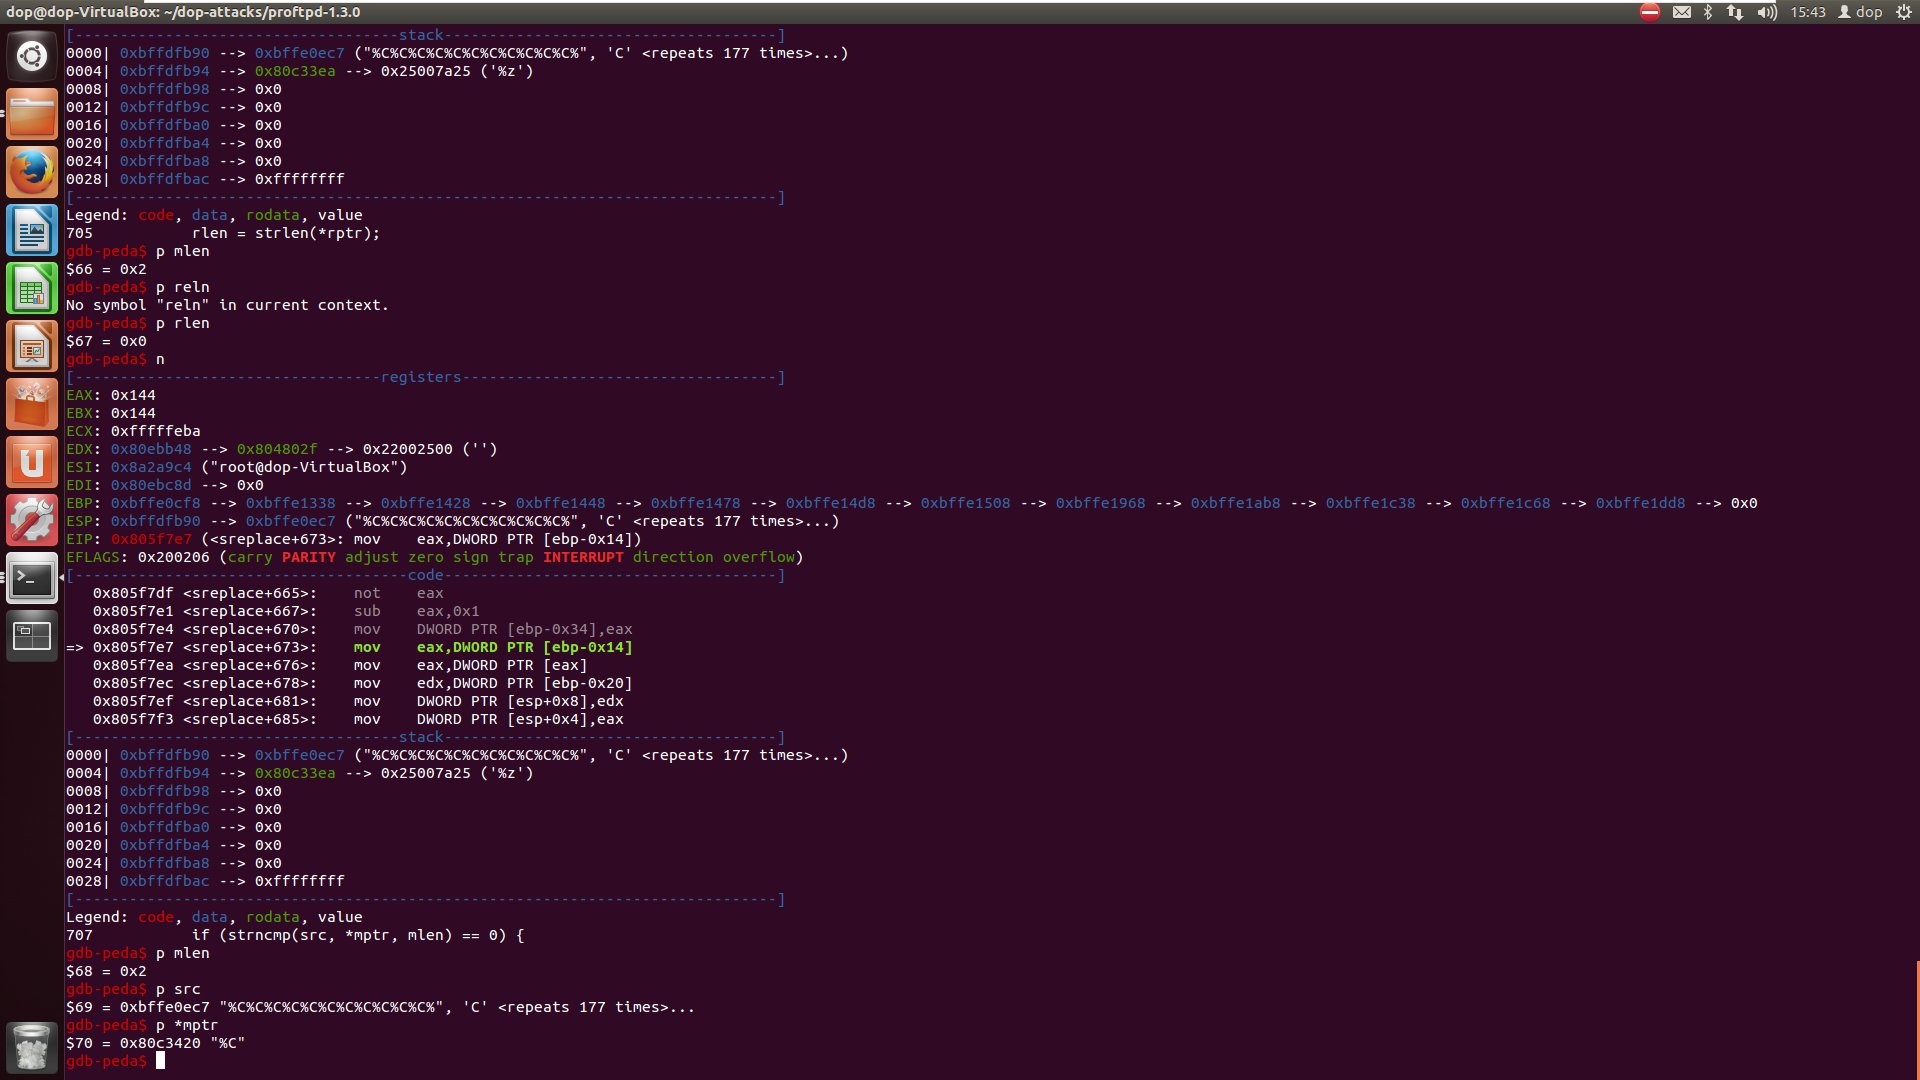 dop@dop-VirtualBox: ~/dop-attacks/proftpd-1.3.0 15:43 dop
[------------------------------------stack-------------------------------------]
0000| 0xbffdfb90 --> 0xbffe0ec7 ("%C%C%C%C%C%C%C%C%C%C%C%", 'C' <repeats 177 times>...)
0004| 0xbffdfb94 --> 0x80c33ea --> 0x25007a25 ('%z')
0008| 0xbffdfb98 --> 0x0
0012| 0xbffdfb9c --> 0x0
0016| 0xbffdfba0 --> 0x0
0020| 0xbffdfba4 --> 0x0
0024| 0xbffdfba8 --> 0x0
0028| 0xbffdfbac --> 0xffffffff
[------------------------------------------------------------------------------]
Legend: code, data, rodata, value
705           rlen = strlen(*rptr);
gdb-peda$ p mlen
$66 = 0x2
gdb-peda$ p reln
No symbol "reln" in current context.
gdb-peda$ p rlen
$67 = 0x0
gdb-peda$ n
[----------------------------------registers-----------------------------------]
EAX: 0x144
EBX: 0x144
ECX: 0xfffffeba
EDX: 0x80ebb48 --> 0x804802f --> 0x22002500 ('')
ESI: 0x8a2a9c4 ("root@dop-VirtualBox")
EDI: 0x80ebc8d --> 0x0
EBP: 0xbffe0cf8 --> 0xbffe1338 --> 0xbffe1428 --> 0xbffe1448 --> 0xbffe1478 --> 0xbffe14d8 --> 0xbffe1508 --> 0xbffe1968 --> 0xbffe1ab8 --> 0xbffe1c38 --> 0xbffe1c68 --> 0xbffe1dd8 --> 0x0
ESP: 0xbffdfb90 --> 0xbffe0ec7 ("%C%C%C%C%C%C%C%C%C%C%C%", 'C' <repeats 177 times>...)
EIP: 0x805f7e7 (<sreplace+673>: mov    eax,DWORD PTR [ebp-0x14])
EFLAGS: 0x200206 (carry PARITY adjust zero sign trap INTERRUPT direction overflow)
[------------------------------------code-------------------------------------]
   0x805f7df <sreplace+665>:    not    eax
   0x805f7e1 <sreplace+667>:    sub    eax,0x1
   0x805f7e4 <sreplace+670>:    mov    DWORD PTR [ebp-0x34],eax
=> 0x805f7e7 <sreplace+673>:    mov    eax,DWORD PTR [ebp-0x14]
   0x805f7ea <sreplace+676>:    mov    eax,DWORD PTR [eax]
   0x805f7ec <sreplace+678>:    mov    edx,DWORD PTR [ebp-0x20]
   0x805f7ef <sreplace+681>:    mov    DWORD PTR [esp+0x8],edx
   0x805f7f3 <sreplace+685>:    mov    DWORD PTR [esp+0x4],eax
[------------------------------------stack-------------------------------------]
0000| 0xbffdfb90 --> 0xbffe0ec7 ("%C%C%C%C%C%C%C%C%C%C%C%", 'C' <repeats 177 times>...)
0004| 0xbffdfb94 --> 0x80c33ea --> 0x25007a25 ('%z')
0008| 0xbffdfb98 --> 0x0
0012| 0xbffdfb9c --> 0x0
0016| 0xbffdfba0 --> 0x0
0020| 0xbffdfba4 --> 0x0
0024| 0xbffdfba8 --> 0x0
0028| 0xbffdfbac --> 0xffffffff
[------------------------------------------------------------------------------]
Legend: code, data, rodata, value
707           if (strncmp(src, *mptr, mlen) == 0) {
gdb-peda$ p mlen
$68 = 0x2
gdb-peda$ p src
$69 = 0xbffe0ec7 "%C%C%C%C%C%C%C%C%C%C%C%", 'C' <repeats 177 times>...
gdb-peda$ p *mptr
$70 = 0x80c3420 "%C"
gdb-peda$